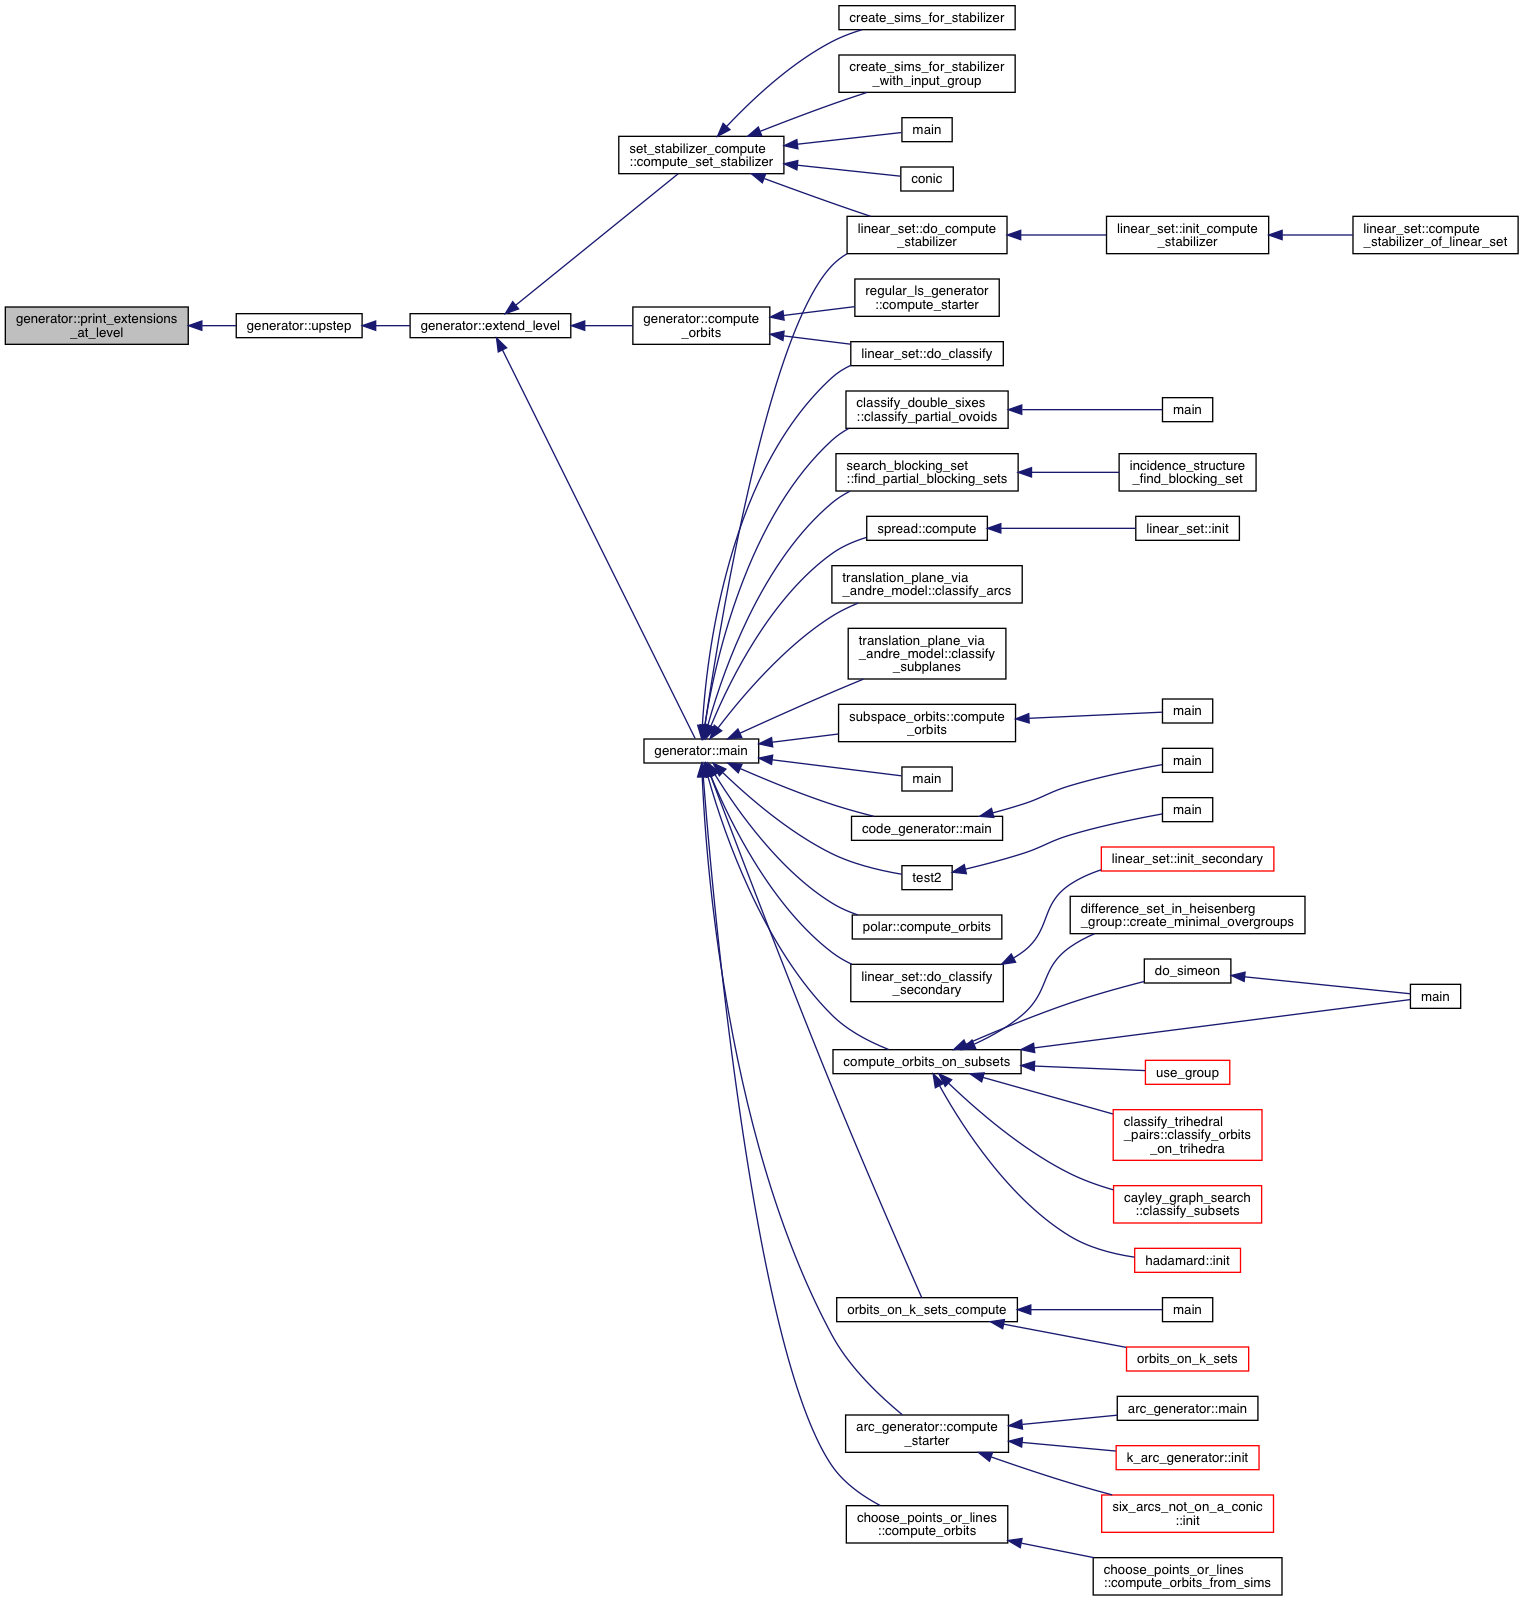 create_sims_for_stabilizer
create_sims_for_stabilizer
_with_input_group
main
set_stabilizer_compute
::compute_set_stabilizer
conic
linear_set::do_compute
_stabilizer
linear_set::init_compute
_stabilizer
linear_set::compute
_stabilizer_of_linear_set
regular_ls_generator
::compute_starter
generator::print_extensions
_at_level
generator::upstep
generator::extend_level
generator::compute
_orbits
linear_set::do_classify
classify_double_sixes
::classify_partial_ovoids
main
search_blocking_set
::find_partial_blocking_sets
incidence_structure
_find_blocking_set
spread::compute
linear_set::init
translation_plane_via
_andre_model::classify_arcs
translation_plane_via
_andre_model::classify
_subplanes
subspace_orbits::compute
_orbits
main
generator::main
main
main
code_generator::main
main
test2
linear_set::init_secondary
polar::compute_orbits
difference_set_in_heisenberg
_group::create_minimal_overgroups
linear_set::do_classify
_secondary
do_simeon
main
compute_orbits_on_subsets
use_group
classify_trihedral
_pairs::classify_orbits
_on_trihedra
cayley_graph_search
::classify_subsets
hadamard::init
orbits_on_k_sets_compute
main
orbits_on_k_sets
arc_generator::compute
_starter
arc_generator::main
k_arc_generator::init
six_arcs_not_on_a_conic
::init
choose_points_or_lines
::compute_orbits
choose_points_or_lines
::compute_orbits_from_sims